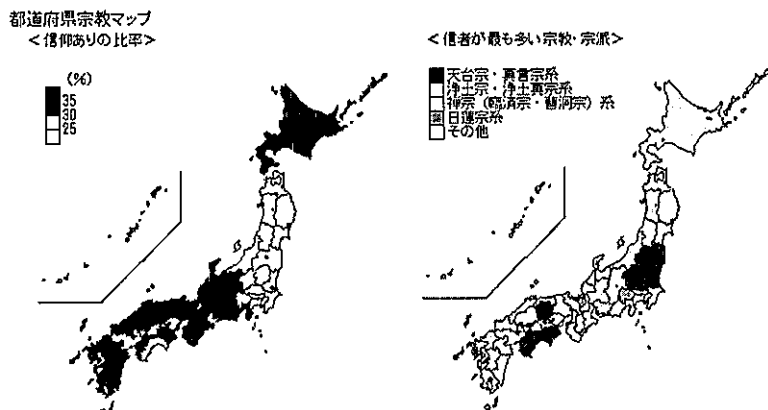 都道府県宗教マップ
＜信仰ありの比率＞
(%)
35
30
25
＜信者が最も多い宗教・宗派＞
天台宗・真言宗系
浄土宗・浄土真宗系
禅宗（臨済宗・曹洞宗）系
日蓮宗系
その他